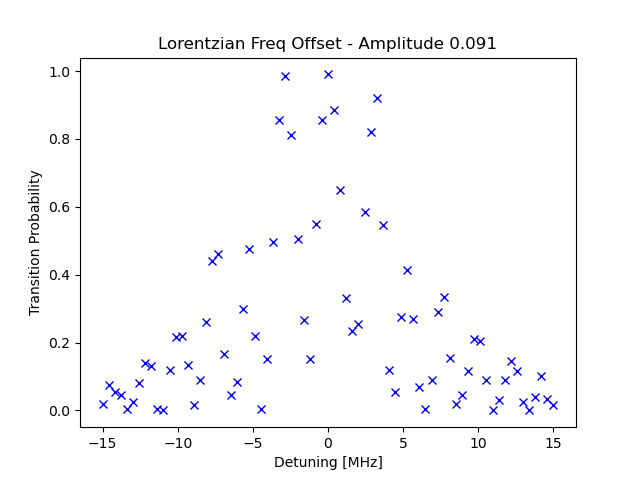 Lorentzian Freq Offset - Amplitude 0.091
1.0
0.8
0.6
0.4
0.2
0.0
Transition Probability
−15 −10 −5 0 5 10 15
Detuning [MHz]